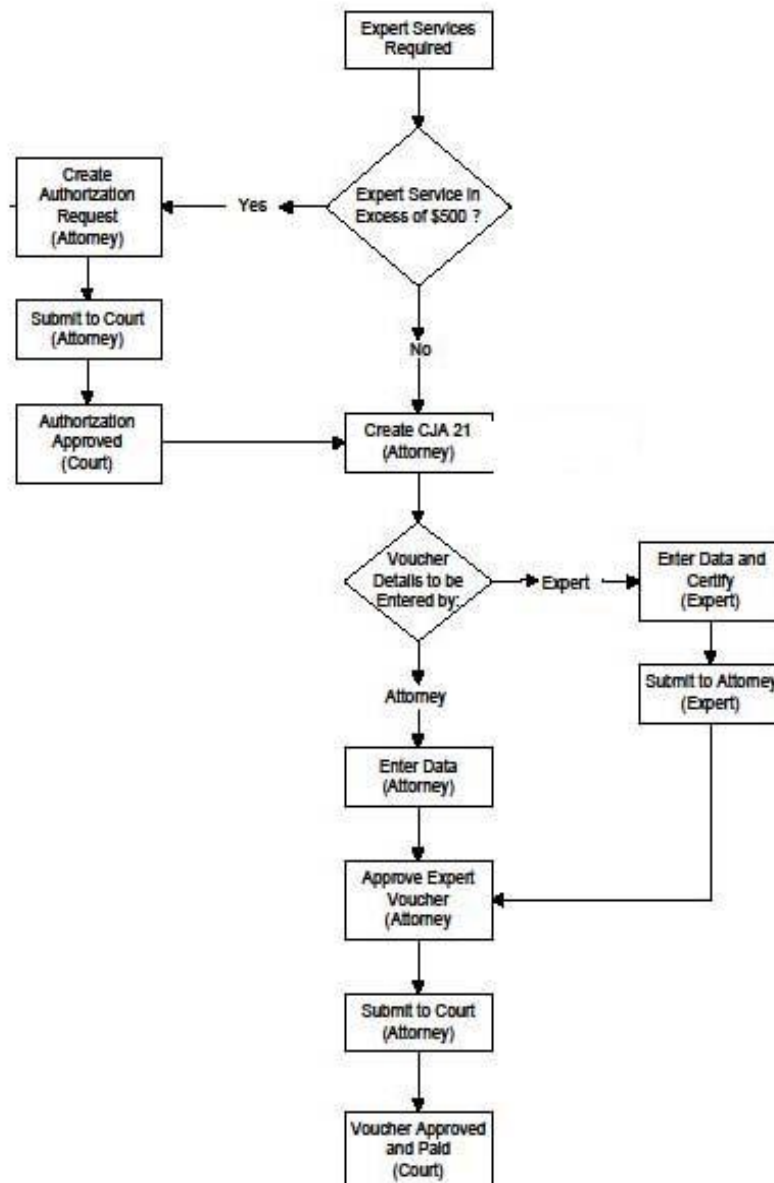 Expert Services
Required
Expert Service in
Excess of $500 ?
Yes
Create
Authorization
Request
(Attorney)
Submit to Court
(Attorney)
Authorization
Approved
(Court)
No
Create CJA 21
(Attorney)
Voucher
Details to be
Entered by:
Expert
Enter Data and
Certify
(Expert)
Submit to Attorney
(Expert)
Attorney
Enter Data
(Attorney)
Approve Expert
Voucher
(Attorney
Submit to Court
(Attorney)
Voucher Approved
and Paid
(Court)